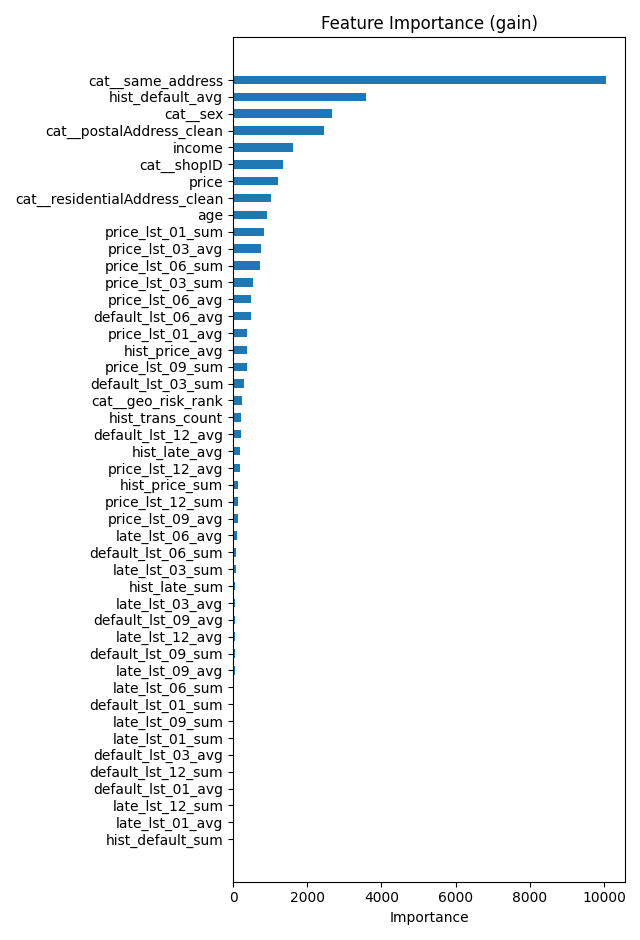 Feature Importance (gain)
cat__same_address
hist_default_avg
cat__sex
cat__postalAddress_clean
income
cat__shopID
price
cat__residentialAddress_clean
age
price_lst_01_sum
price_lst_03_avg
price_lst_06_sum
price_lst_03_sum
price_lst_06_avg
default_lst_06_avg
price_lst_01_avg
hist_price_avg
price_lst_09_sum
default_lst_03_sum
cat__geo_risk_rank
hist_trans_count
default_lst_12_avg
hist_late_avg
price_lst_12_avg
hist_price_sum
price_lst_12_sum
price_lst_09_avg
late_lst_06_avg
default_lst_06_sum
late_lst_03_sum
hist_late_sum
late_lst_03_avg
default_lst_09_avg
late_lst_12_avg
default_lst_09_sum
late_lst_09_avg
late_lst_06_sum
default_lst_01_sum
late_lst_09_sum
late_lst_01_sum
default_lst_03_avg
default_lst_12_sum
default_lst_01_avg
late_lst_12_sum
late_lst_01_avg
hist_default_sum
0 2000 4000 6000 8000 10000
Importance